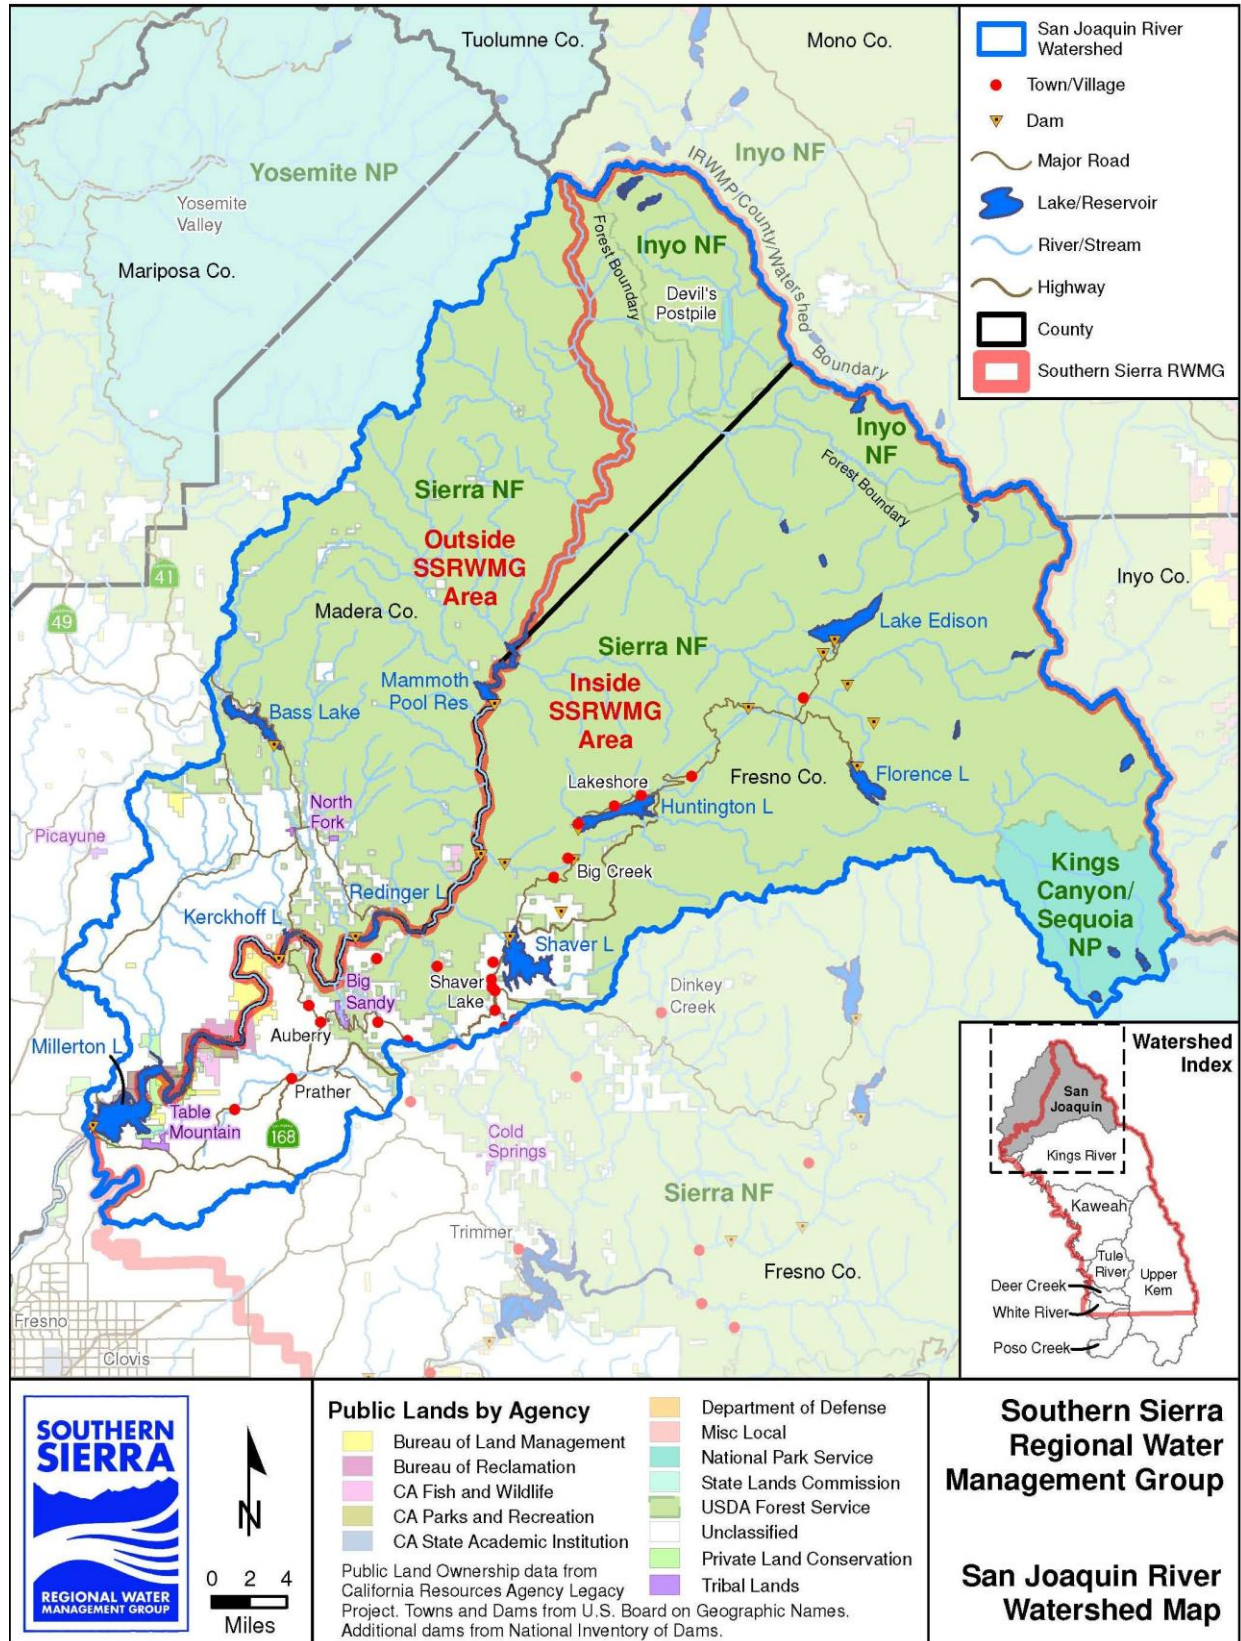 Tuolumne Co.
Mono Co.
San Joaquin River
Watershed
Town/Village
Dam
Major Road
Lake/Reservoir
River/Stream
Highway
County
Southern Sierra RWMG
Yosemite NP
Yosemite
Valley
Mariposa Co.
Inyo NF
IRWMP/County/Watershed
Boundary
Forest Boundary
Inyo NF
Devil's
Postpile
Inyo
NF
Forest Boundary
Sierra NF
Outside
SSRWMG
Area
41
49
Madera Co.
Inyo Co.
Lake Edison
Sierra NF
Inside
SSRWMG
Area
Mammoth
Pool Res
Bass Lake
Lakeshore
Fresno Co.
Florence L
Huntington L
North
Fork
Picayune
Big Creek
Kings
Canyon/
Sequoia
NP
Redinger L
Kerckhoff L
Shaver L
Big
Sandy
Shaver
Lake
Dinkey
Creek
Auberry
Millerton L
Prather
Table
Mountain
168
Cold
Springs
Sierra NF
Trimmer
Fresno Co.
Fresno
Clovis
Watershed
Index
San
Joaquin
Kings River
Kaweah
Tule
River
Upper
Kern
Deer Creek
White River
Poso Creek
SOUTHERN
SIERRA
REGIONAL WATER
MANAGEMENT GROUP
N
0 2 4
Miles
Public Lands by Agency
Bureau of Land Management
Bureau of Reclamation
CA Fish and Wildlife
CA Parks and Recreation
CA State Academic Institution
Department of Defense
Misc Local
National Park Service
State Lands Commission
USDA Forest Service
Unclassified
Private Land Conservation
Tribal Lands
Public Land Ownership data from
California Resources Agency Legacy
Project. Towns and Dams from U.S. Board on Geographic Names.
Additional dams from National Inventory of Dams.
Southern Sierra
Regional Water
Management Group
San Joaquin River
Watershed Map